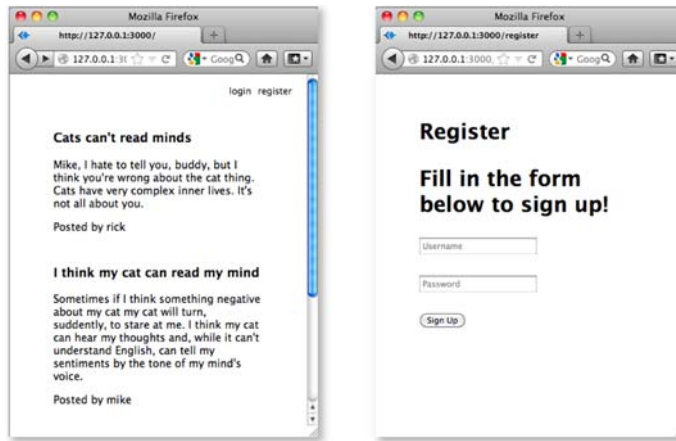 Mozilla Firefox
http://127.0.0.1:3000/
127.0.0.1:3(
Goog
login register
Cats can't read minds
Mike, I hate to tell you, buddy, but I
think you're wrong about the cat thing.
Cats have very complex inner lives. It's
not all about you.
Posted by rick
I think my cat can read my mind
Sometimes if I think something negative
about my cat my cat will turn,
suddently, to stare at me. I think my cat
can hear my thoughts and, while it can't
understand English, can tell my
sentiments by the tone of my mind's
voice.
Posted by mike
Mozilla Firefox
http://127.0.0.1:3000/register
127.0.0.1:3000,
Goog
Register
Fill in the form
below to sign up!
Username
Password
Sign Up